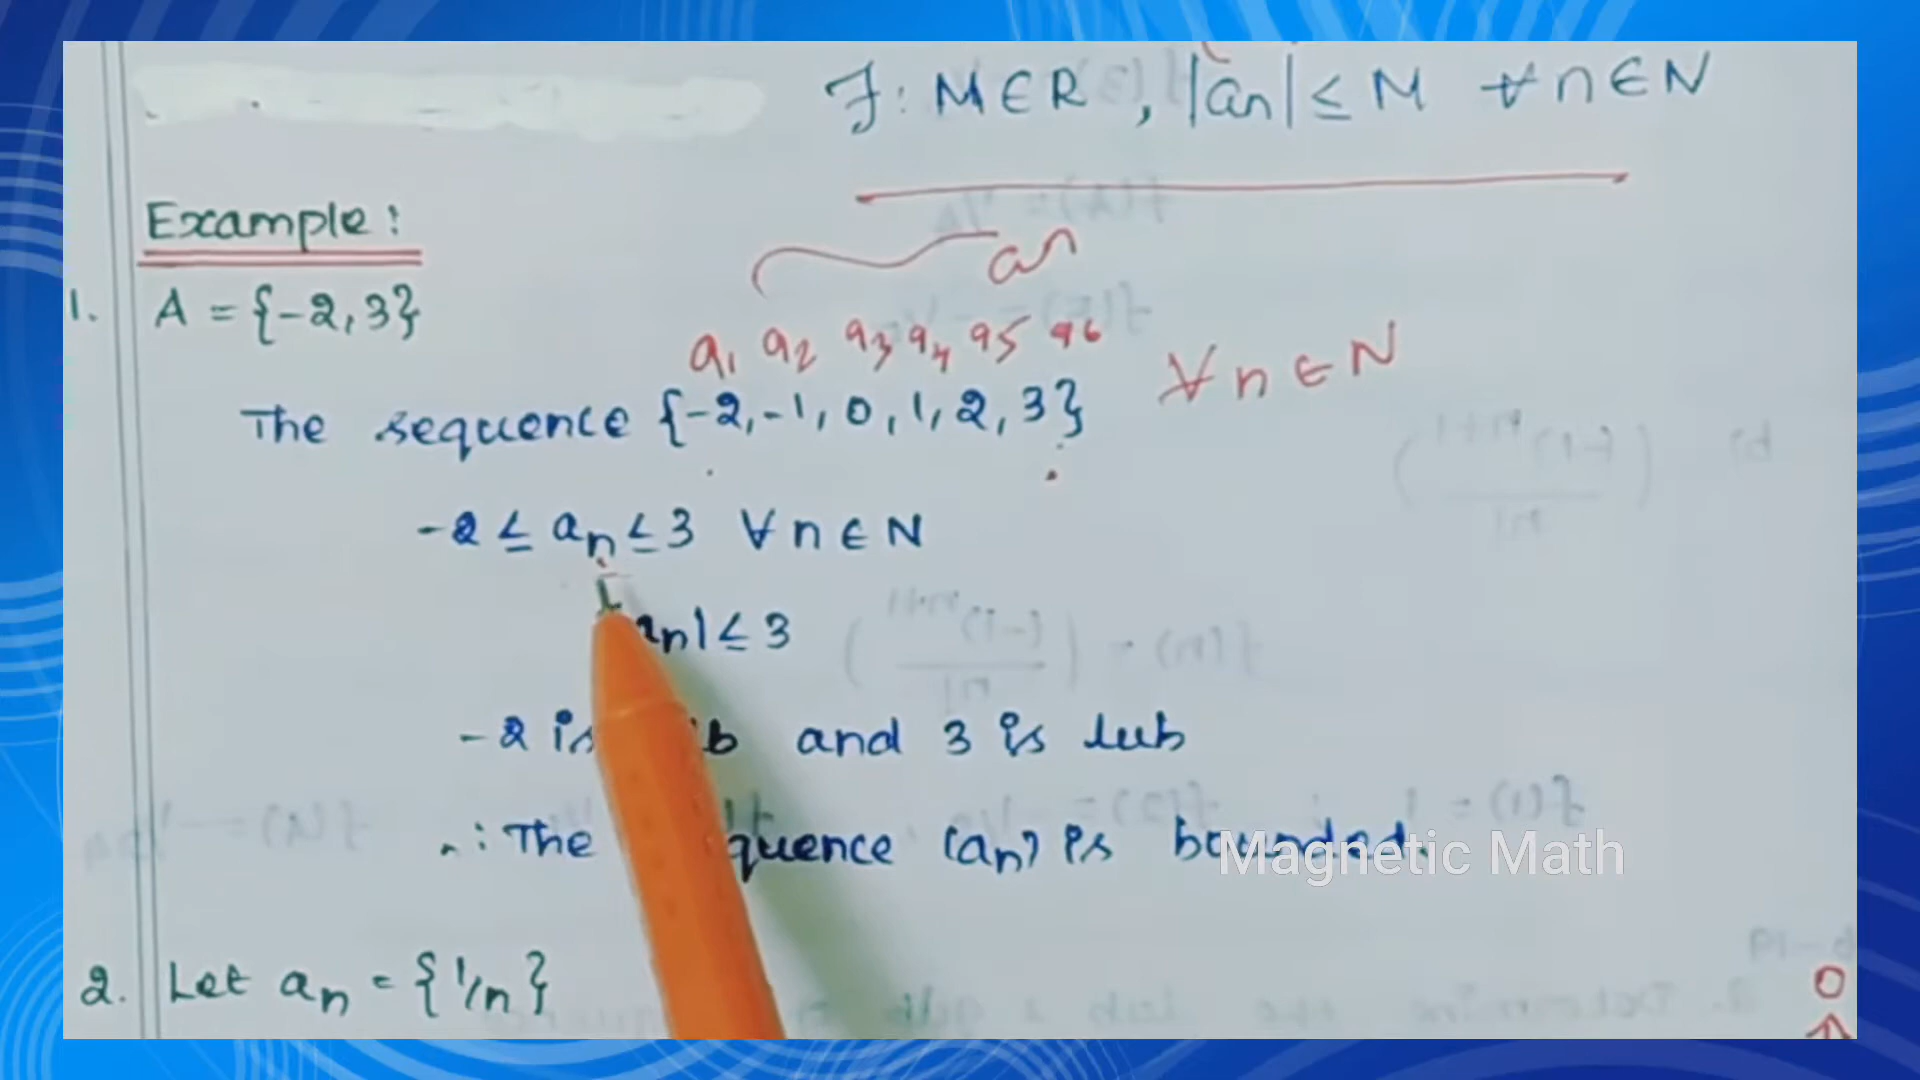 ∃: M∈R, |an| ≤ M ∀n∈N
Example:
an
1. A = {-2,3}
a1 a2 a3 a4 a5 a6 ∀n∈N
The sequence {-2,-1,0,1,2,3}
-2 ≤ an ≤ 3 ∀n∈N
an| ≤ 3
-2 is b and 3 is lub
∴ The quence (an) is bounded.
Magnetic Math
2. Let an = {1/n}
0